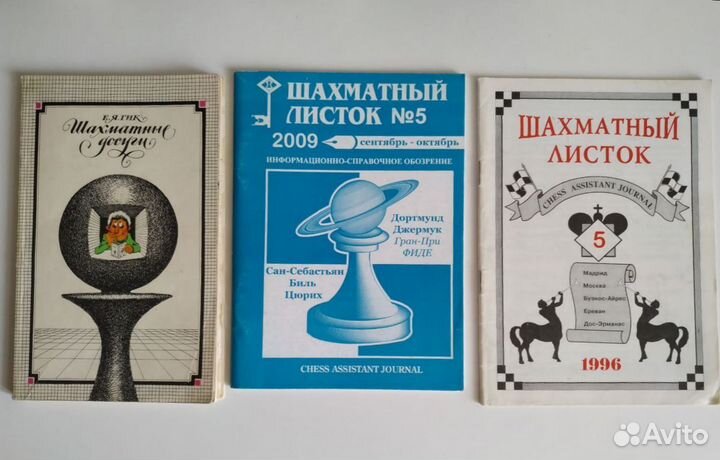 Е.Я.ГИК
Шахматные
досуги
ШАХМАТНЫЙ
ЛИСТОК №5
2009 сентябрь - октябрь
ИНФОРМАЦИОННО-СПРАВОЧНОЕ ОБОЗРЕНИЕ
Дортмунд
Джермук
Гран-При
ФИДЕ
Сан-Себастьян
Биль
Цюрих
CHESS ASSISTANT JOURNAL
ШАХМАТНЫЙ
ЛИСТОК
CHESS ASSISTANT JOURNAL
5
Мадрид
Москва
Буэнос-Айрес
Ереван
Дос-Эрманас
1996
Avito